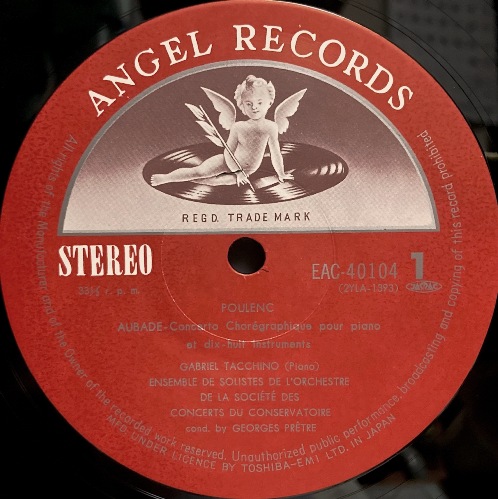 ANGEL RECORDS
REGD. TRADE MARK
STEREO
EAC-40104 1
33⅓ r. p. m.
(2YLA-1393)
JASRAC
POULENC
AUBADE-Concerto Chorégraphique pour piano
et dix-huit instruments
GABRIEL TACCHINO (Piano)
ENSEMBLE DE SOLISTES DE L'ORCHESTRE
DE LA SOCIÉTÉ DES
CONCERTS DU CONSERVATOIRE
cond. by GEORGES PRÊTRE
All rights of the Manufacturer and of the Owner of the recorded work reserved. Unauthorized public performance, broadcasting and copying of this record prohibited
MFD. UNDER LICENCE BY TOSHIBA-EMI LTD. IN JAPAN